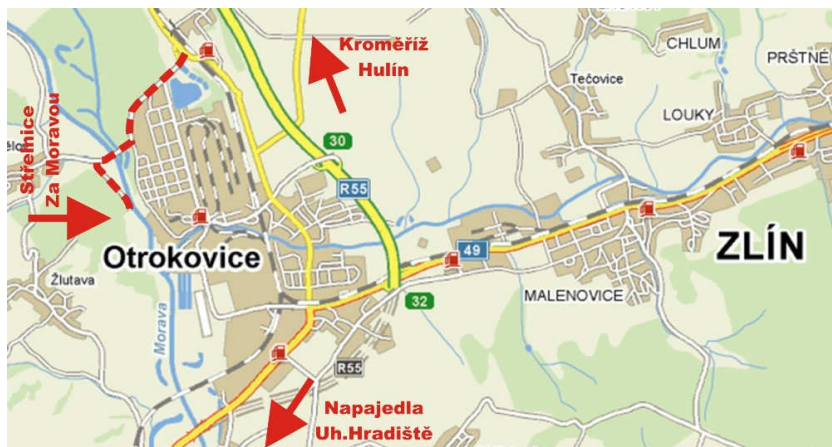 Kroměříž
Hulín
CHLUM
PRŠTNÉ
Tečovice
LOUKY
30
R55
Střelnice
Za Moravou
Otrokovice
49
ZLÍN
Žlutava
32
MALENOVICE
Morava
R55
Napajedla
Uh.Hradiště